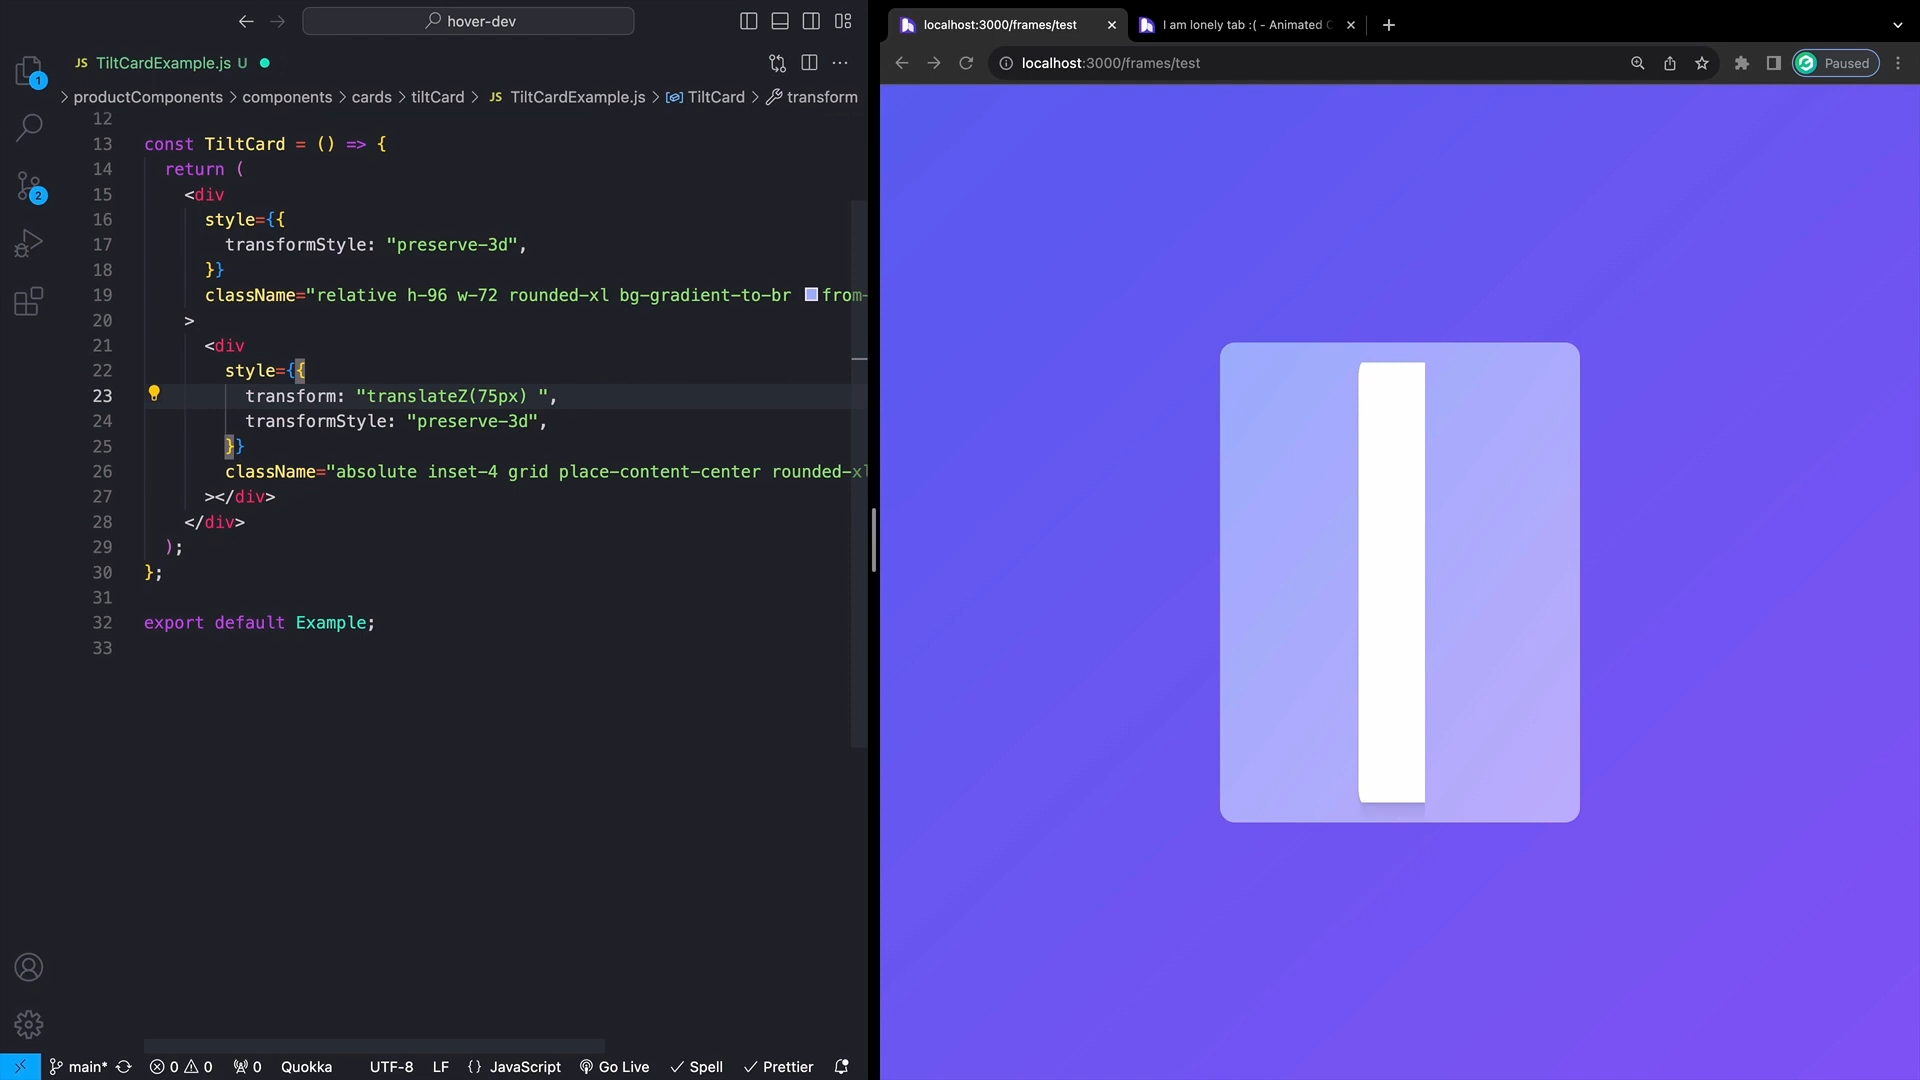 hover-dev
JS TiltCardExample.js U
productComponents > components > cards > tiltCard > JS TiltCardExample.js > TiltCard > transform
12
13 const TiltCard = () => {
14 return (
15 <div
16 style={{
17 transformStyle: "preserve-3d",
18 }}
19 className="relative h-96 w-72 rounded-xl bg-gradient-to-br from-
20 >
21 <div
22 style={{
23 transform: "translateZ(75px) ",
24 transformStyle: "preserve-3d",
25 }}
26 className="absolute inset-4 grid place-content-center rounded-xl
27 ></div>
28 </div>
29 );
30 };
31
32 export default Example;
33
1
2
main* 0 0 0 Quokka UTF-8 LF {} JavaScript Go Live Spell Prettier
localhost:3000/frames/test
I am lonely tab :( - Animated C
localhost:3000/frames/test
Paused